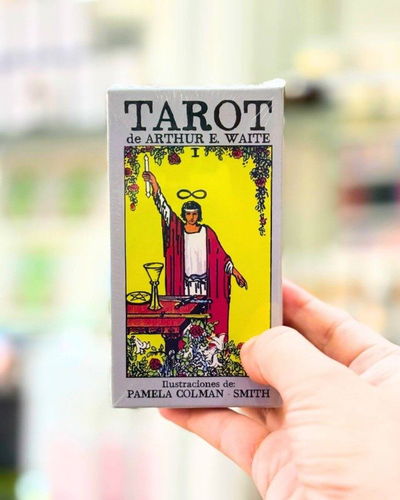 TAROT
de ARTHUR E. WAITE
I
Ilustraciones de:
PAMELA COLMAN - SMITH